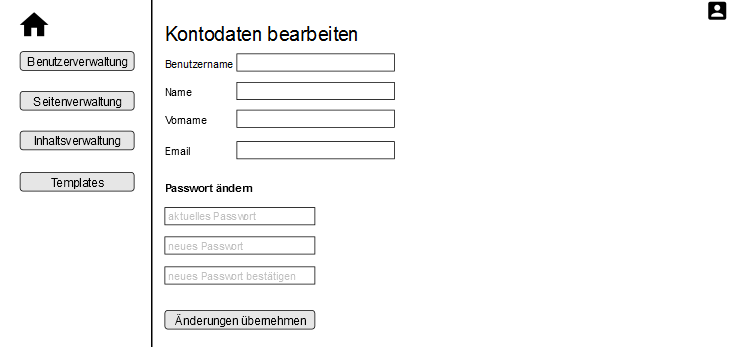 Benutzerverwaltung
Seitenverwaltung
Inhaltsverwaltung
Templates
Kontodaten bearbeiten
Benutzername
Name
Vorname
Email
Passwort ändern
aktuelles Passwort
neues Passwort
neues Passwort bestätigen
Änderungen übernehmen